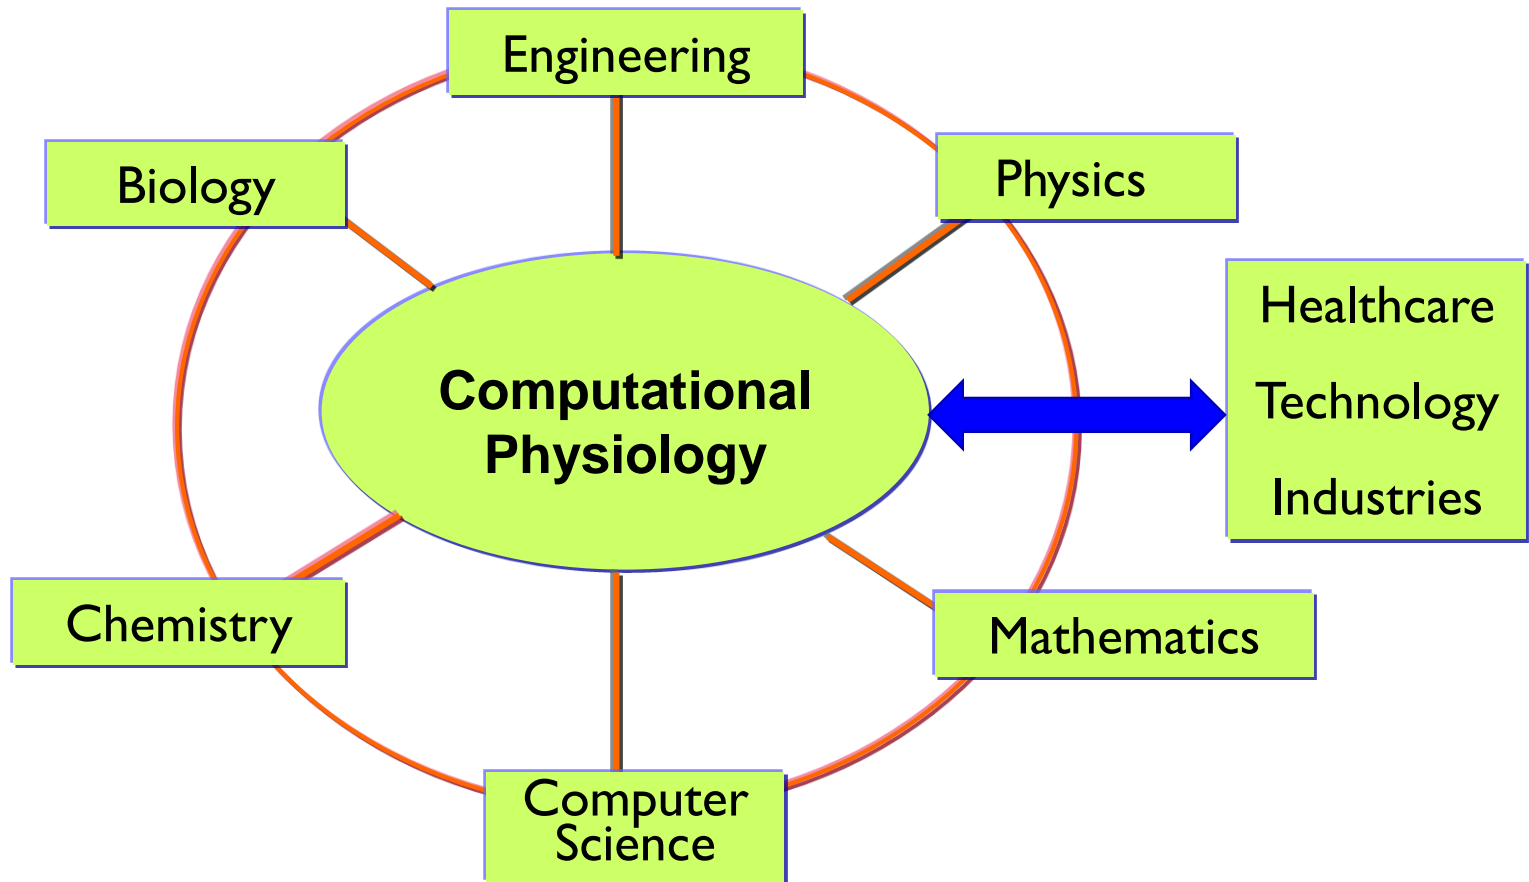 Engineering
Biology
Physics
Healthcare
Technology
Industries
Computational
Physiology
Chemistry
Mathematics
Computer
Science